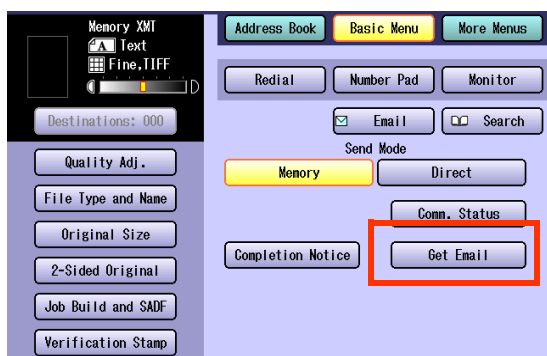 Memory XMT
A Text
Fine,TIFF
D
Destinations: 000
Quality Adj.
File Type and Name
Original Size
2-Sided Original
Job Build and SADF
Verification Stamp
Address Book
Basic Menu
More Menus
Redial
Number Pad
Monitor
Email
Search
Send Mode
Memory
Direct
Comm. Status
Completion Notice
Get Email